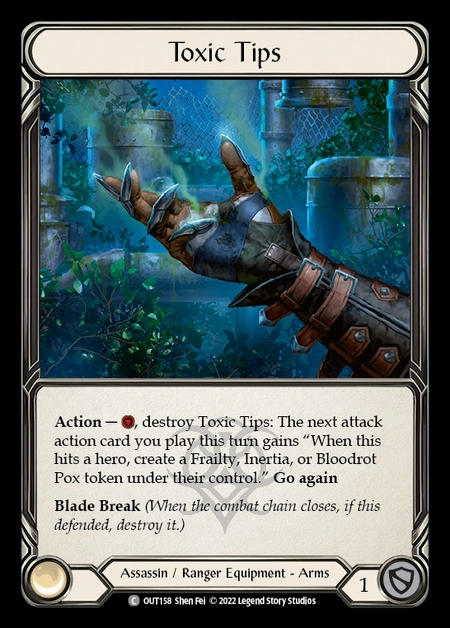 Toxic Tips
Action — , destroy Toxic Tips: The next attack
action card you play this turn gains “When this
hits a hero, create a Frailty, Inertia, or Bloodrot
Pox token under their control.” Go again
Blade Break (When the combat chain closes, if this
defended, destroy it.)
Assassin / Ranger Equipment - Arms
1
C OUT158 Shen Fei © 2022 Legend Story Studios